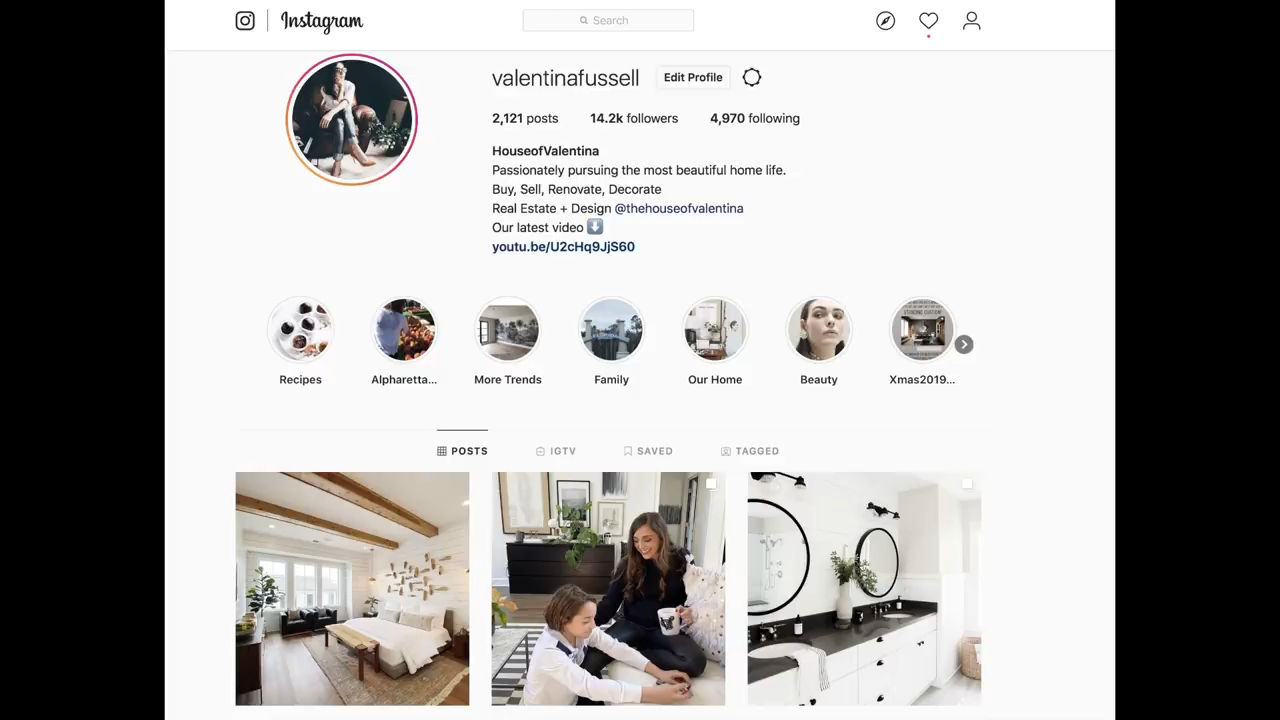 Instagram
Search
valentinafussell
Edit Profile
2,121 posts 14.2k followers 4,970 following
HouseofValentina
Passionately pursuing the most beautiful home life.
Buy, Sell, Renovate, Decorate
Real Estate + Design @thehouseofvalentina
Our latest video
youtu.be/U2cHq9JjS60
Recipes Alpharetta... More Trends Family Our Home Beauty Xmas2019...
POSTS IGTV SAVED TAGGED